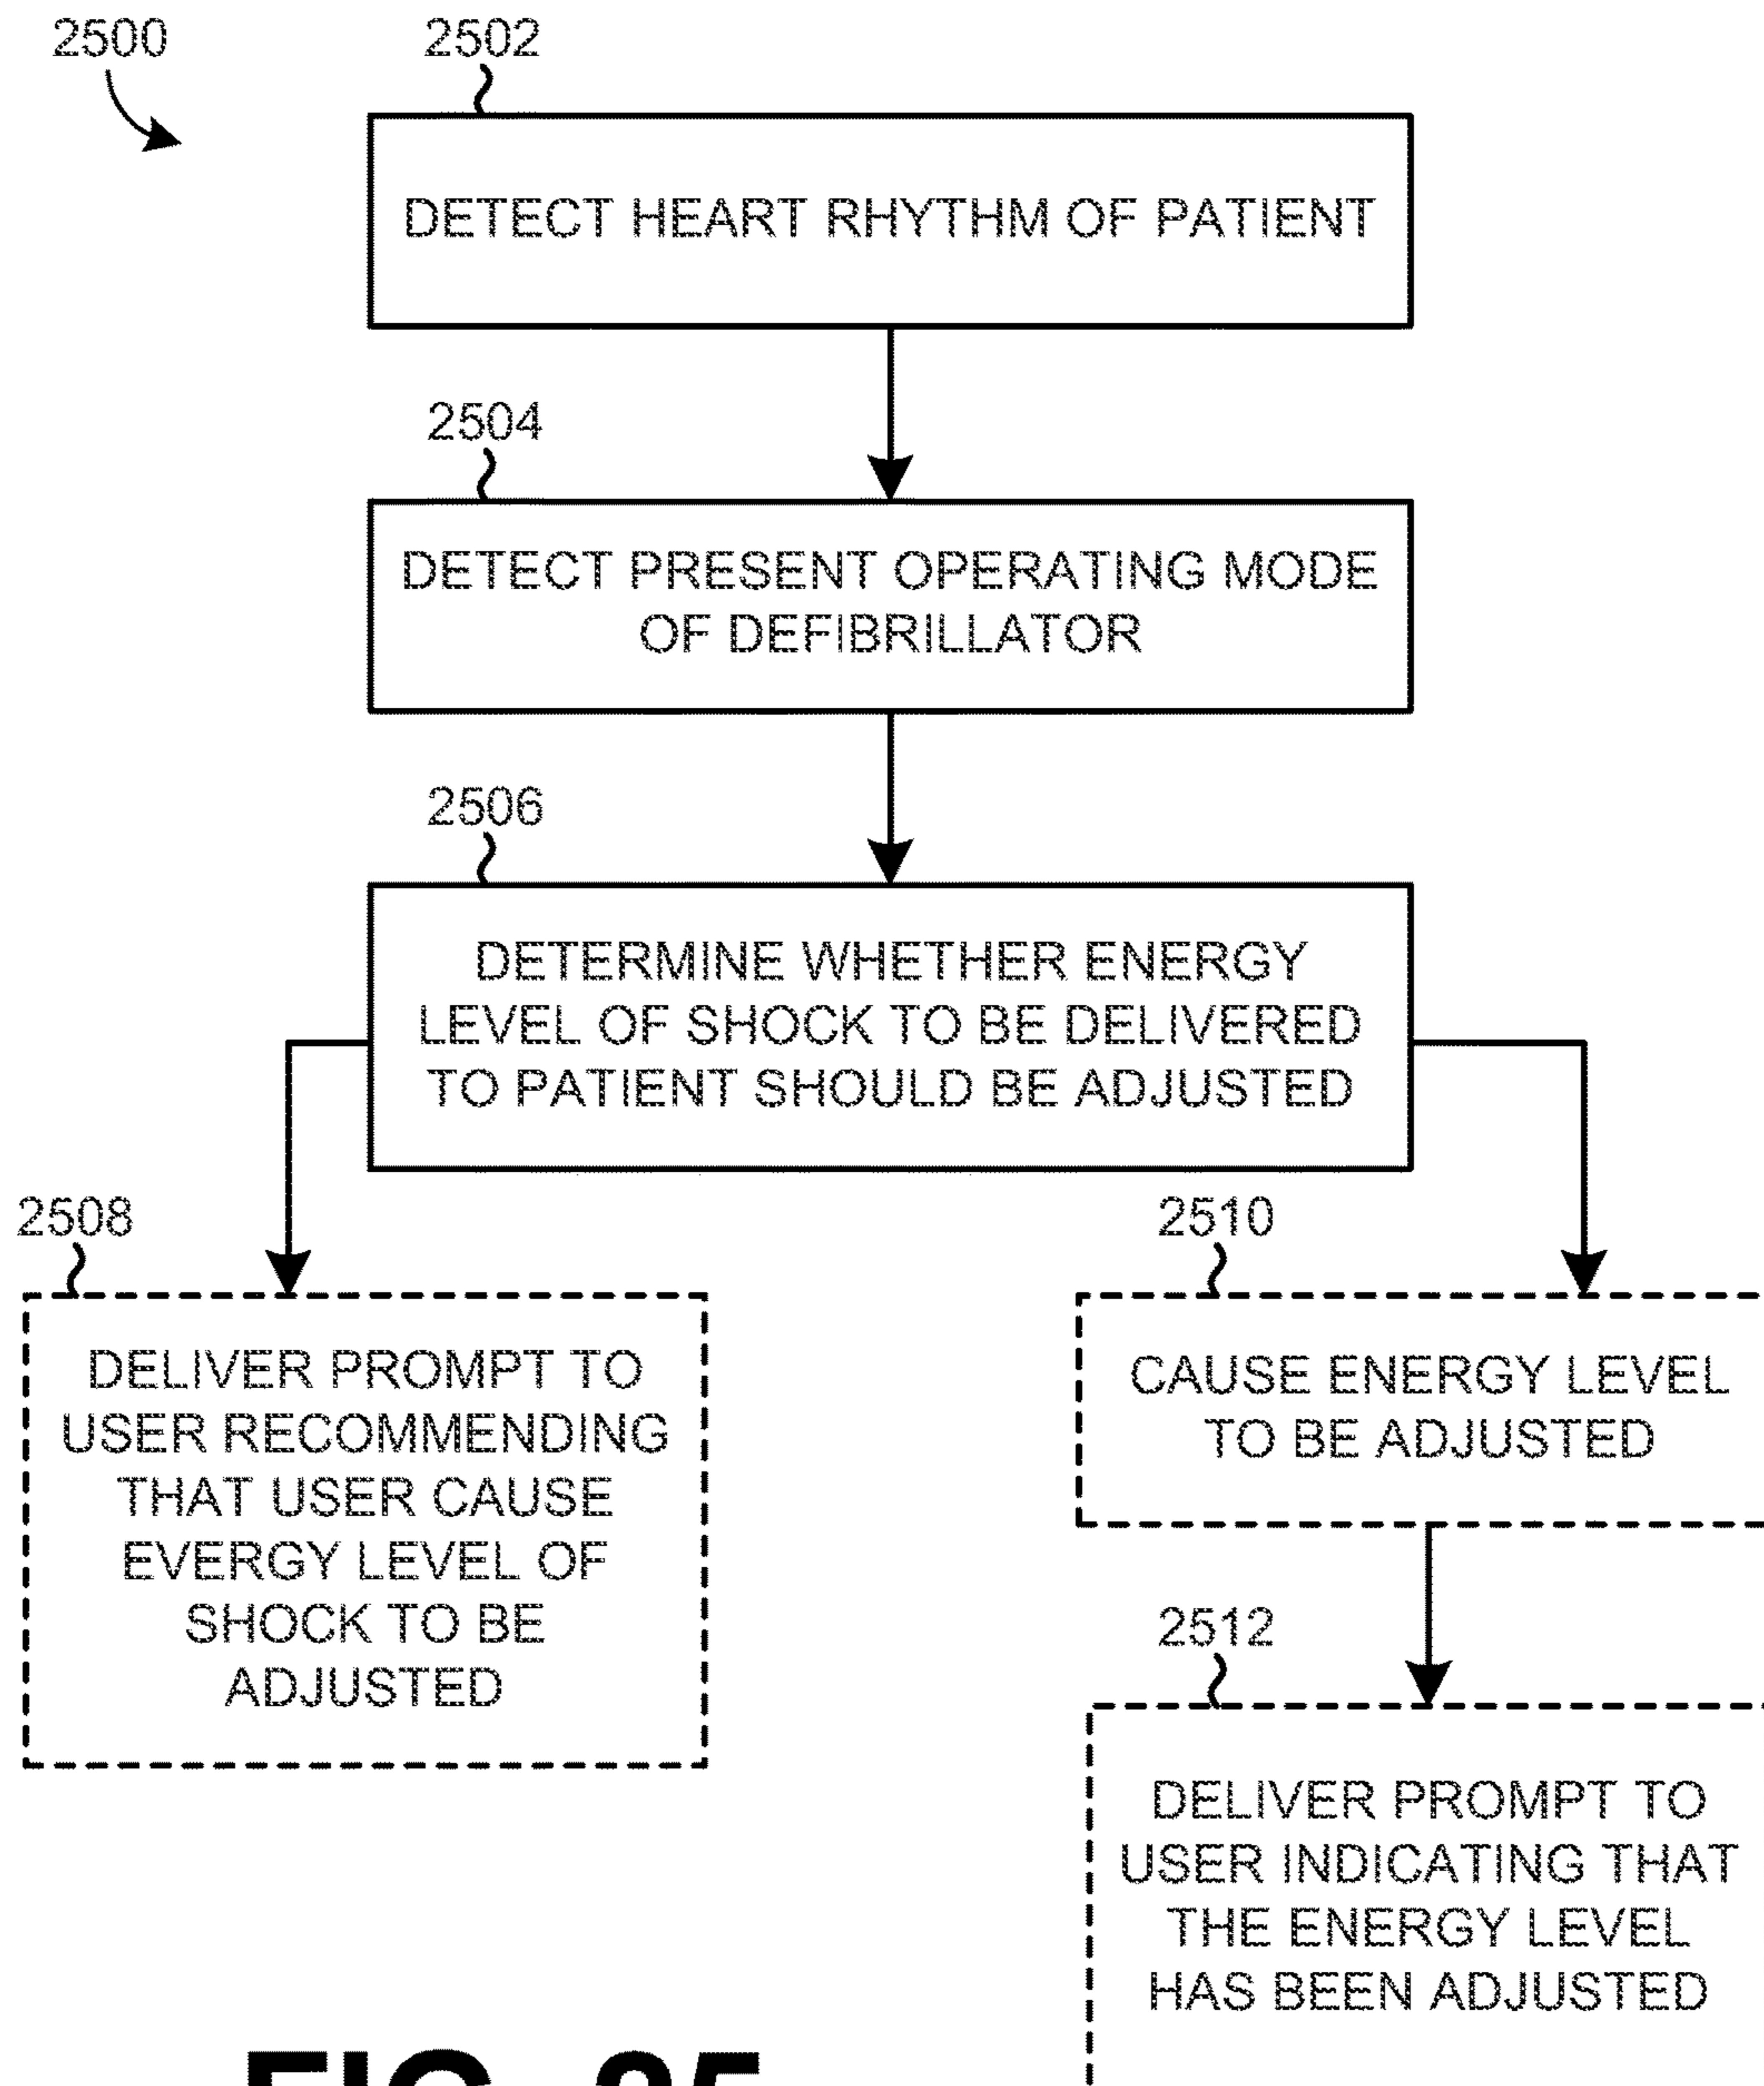 2500
2502
DETECT HEART RHYTHM OF PATIENT
2504
DETECT PRESENT OPERATING MODE
OF DEFIBRILLATOR
2506
DETERMINE WHETHER ENERGY
LEVEL OF SHOCK TO BE DELIVERED
TO PATIENT SHOULD BE ADJUSTED
2508
DELIVER PROMPT TO
USER RECOMMENDING
THAT USER CAUSE
EVERGY LEVEL OF
SHOCK TO BE
ADJUSTED
2510
CAUSE ENERGY LEVEL
TO BE ADJUSTED
2512
DELIVER PROMPT TO
USER INDICATING THAT
THE ENERGY LEVEL
HAS BEEN ADJUSTED
FIG. 25